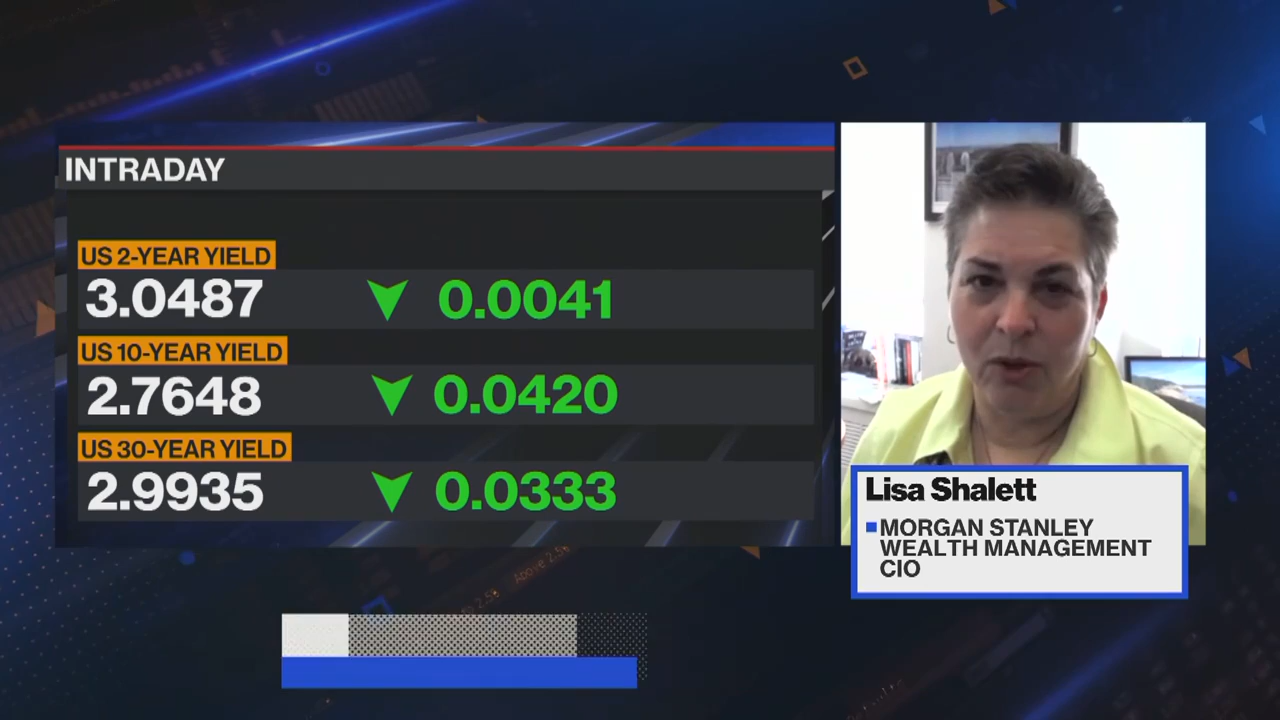 INTRADAY
US 2-YEAR YIELD
3.0487 ▼ 0.0041
US 10-YEAR YIELD
2.7648 ▼ 0.0420
US 30-YEAR YIELD
2.9935 ▼ 0.0333
Lisa Shalett
MORGAN STANLEY
WEALTH MANAGEMENT
CIO